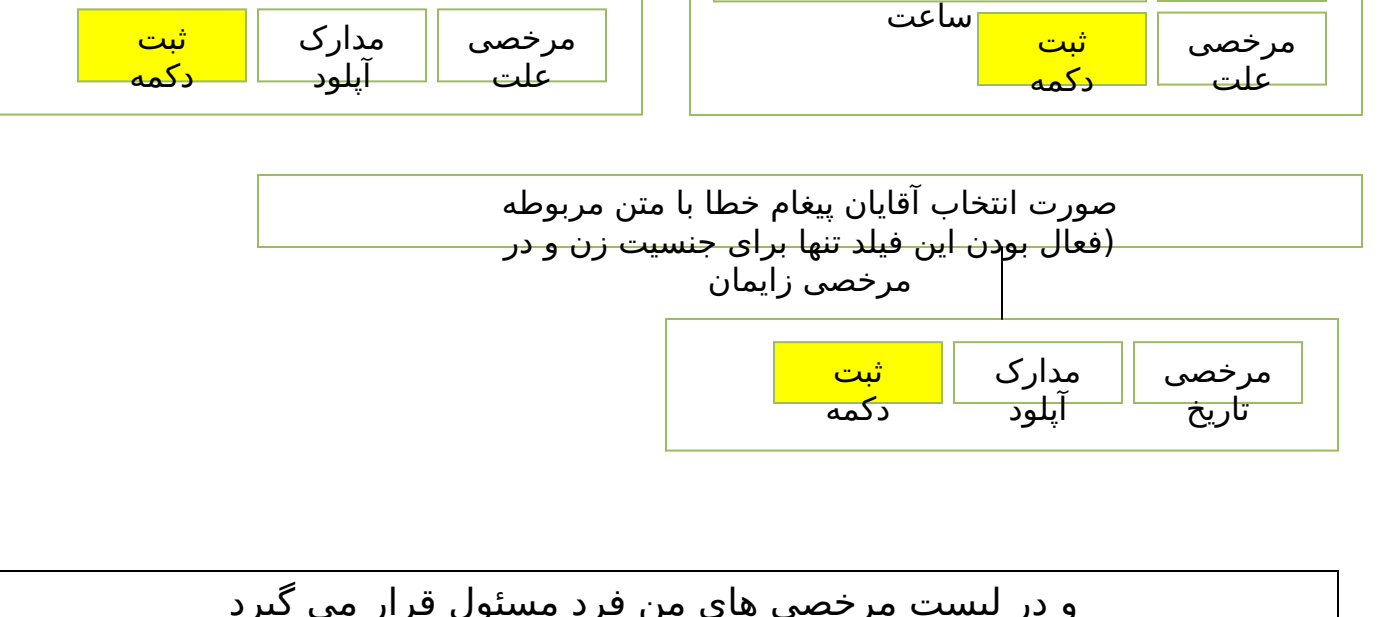 ساعت
مرخصی
علت
ثبت
دکمه
مرخصی
علت
مدارک
آپلود
ثبت
دکمه
صورت انتخاب آقایان پیغام خطا با متن مربوطه
(فعال بودن این فیلد تنها برای جنسیت زن و در
مرخصی زایمان
مرخصی
تاریخ
مدارک
آپلود
ثبت
دکمه
و در لیست مرخصی های من فرد مسئول قرار می گیرد